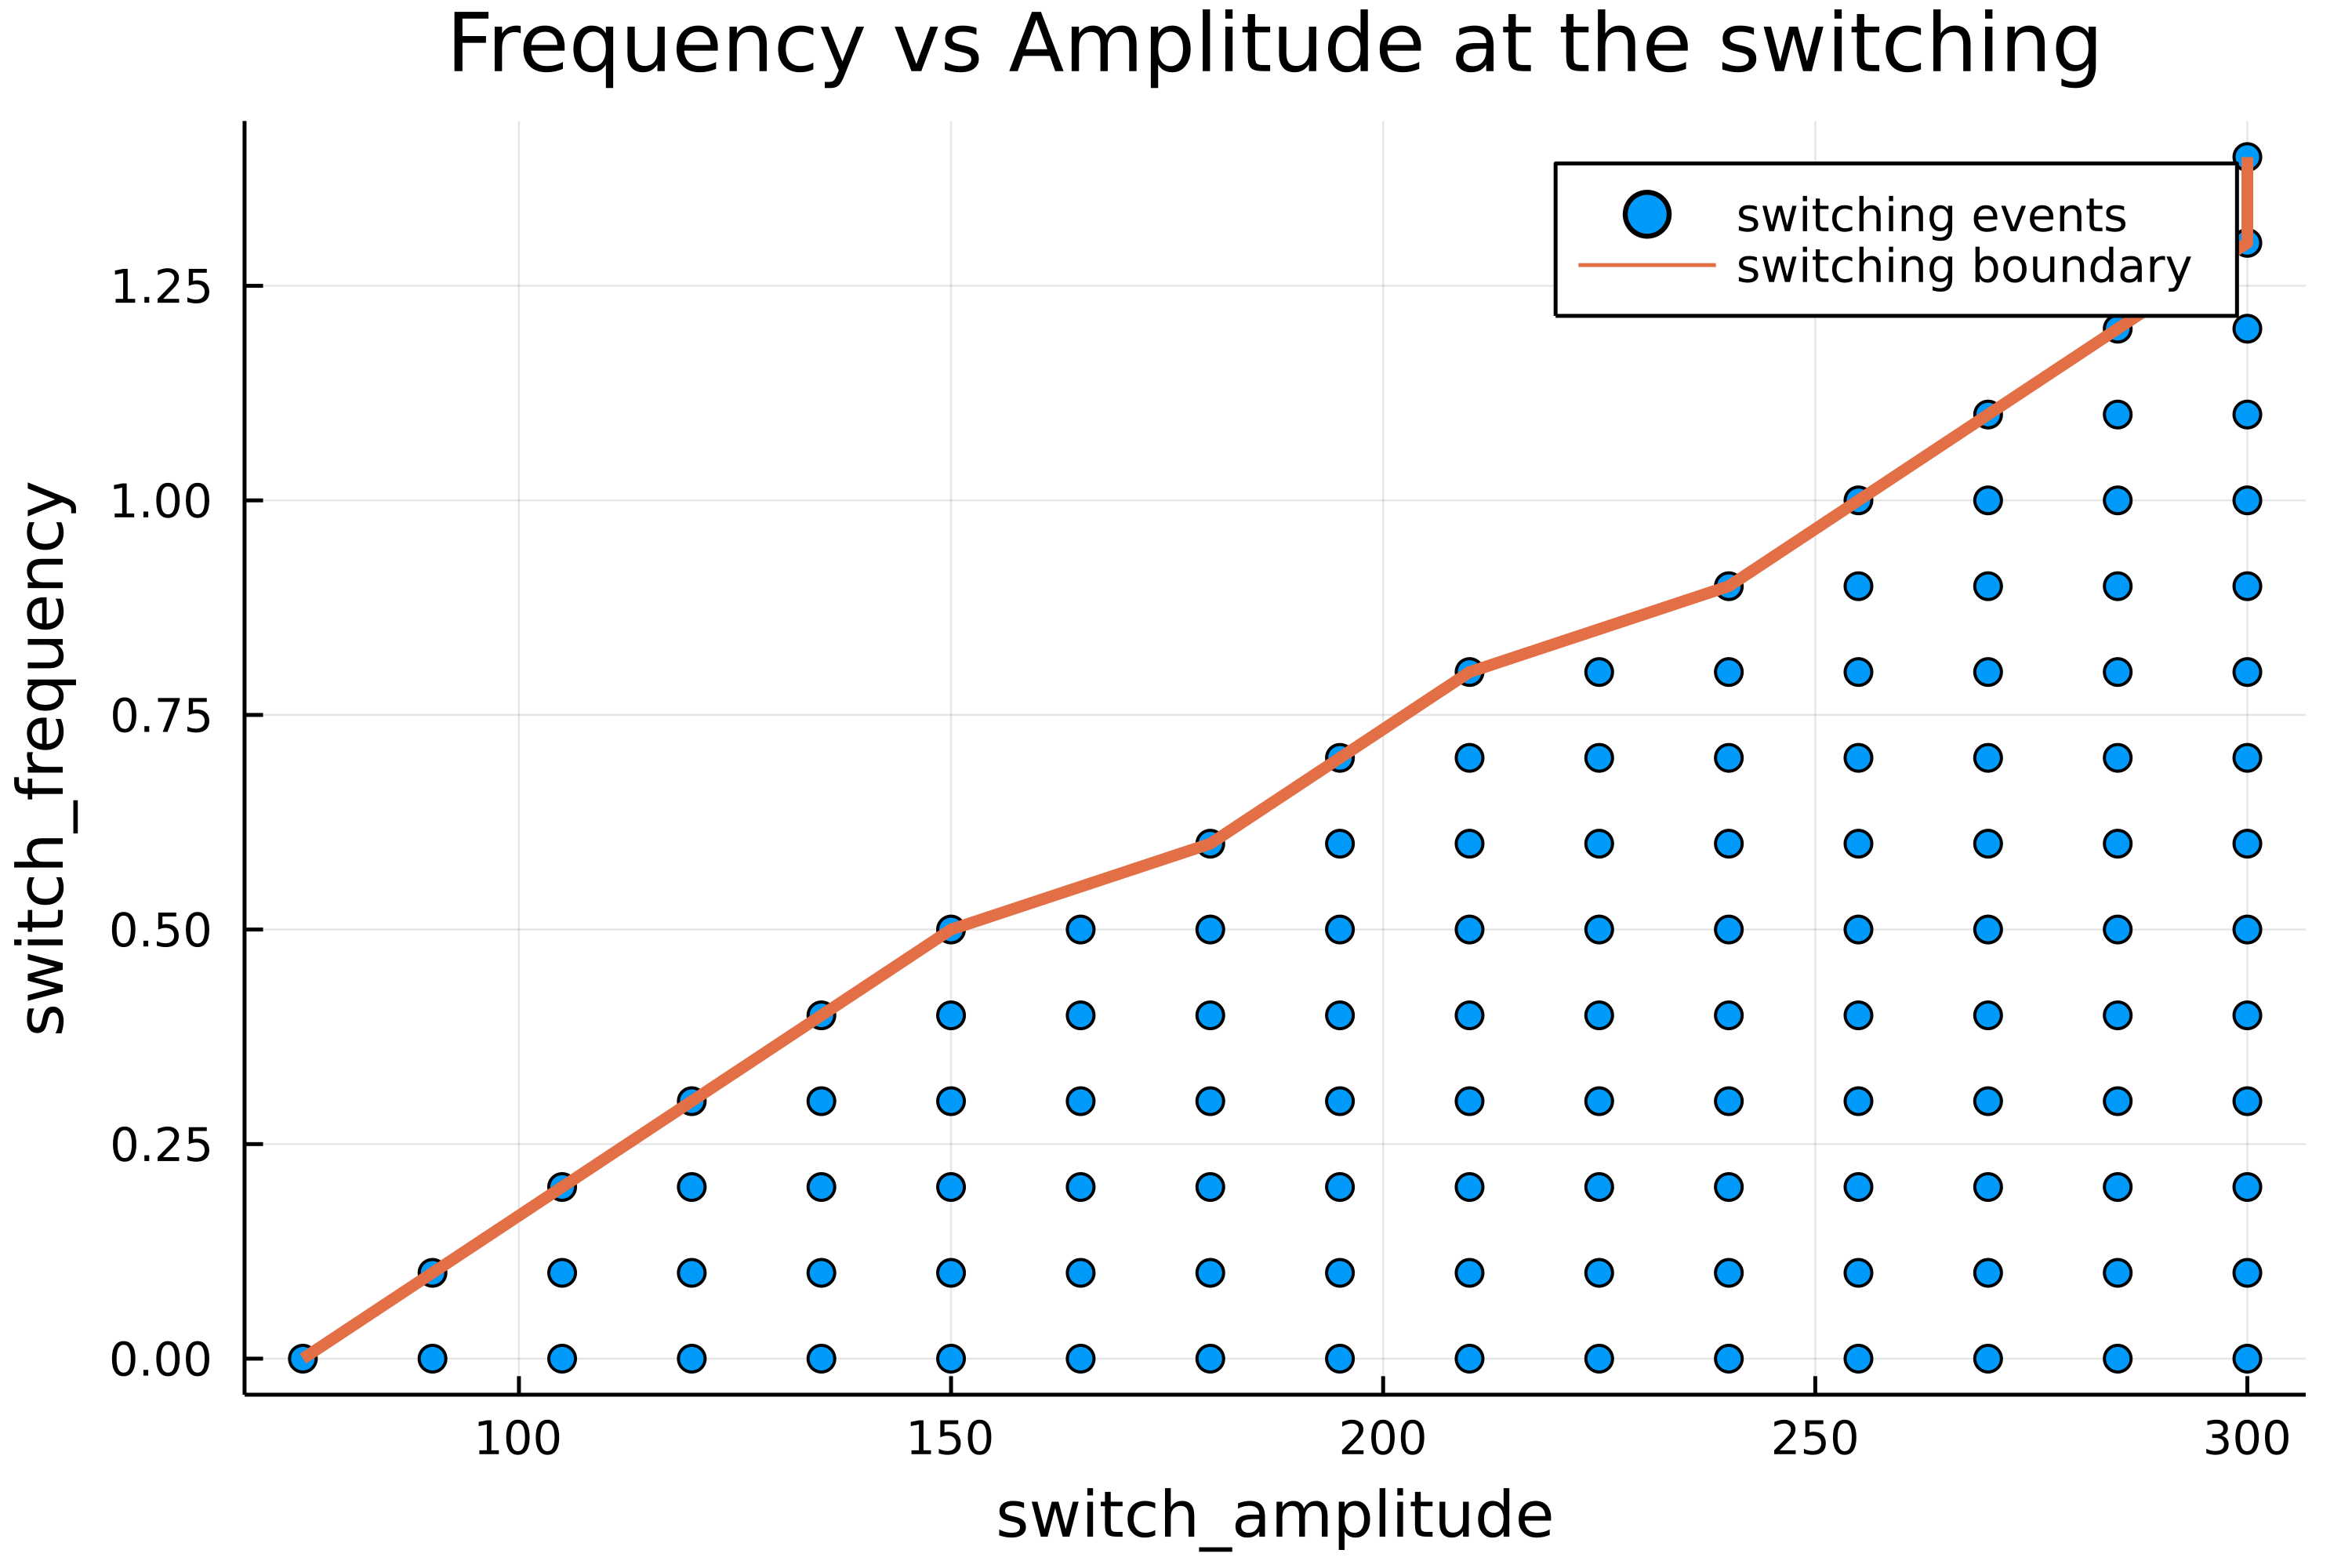 Frequency vs Amplitude at the switching
switching events
switching boundary
1.25
1.00
0.75
0.50
0.25
0.00
switch_frequency
100 150 200 250 300
switch_amplitude